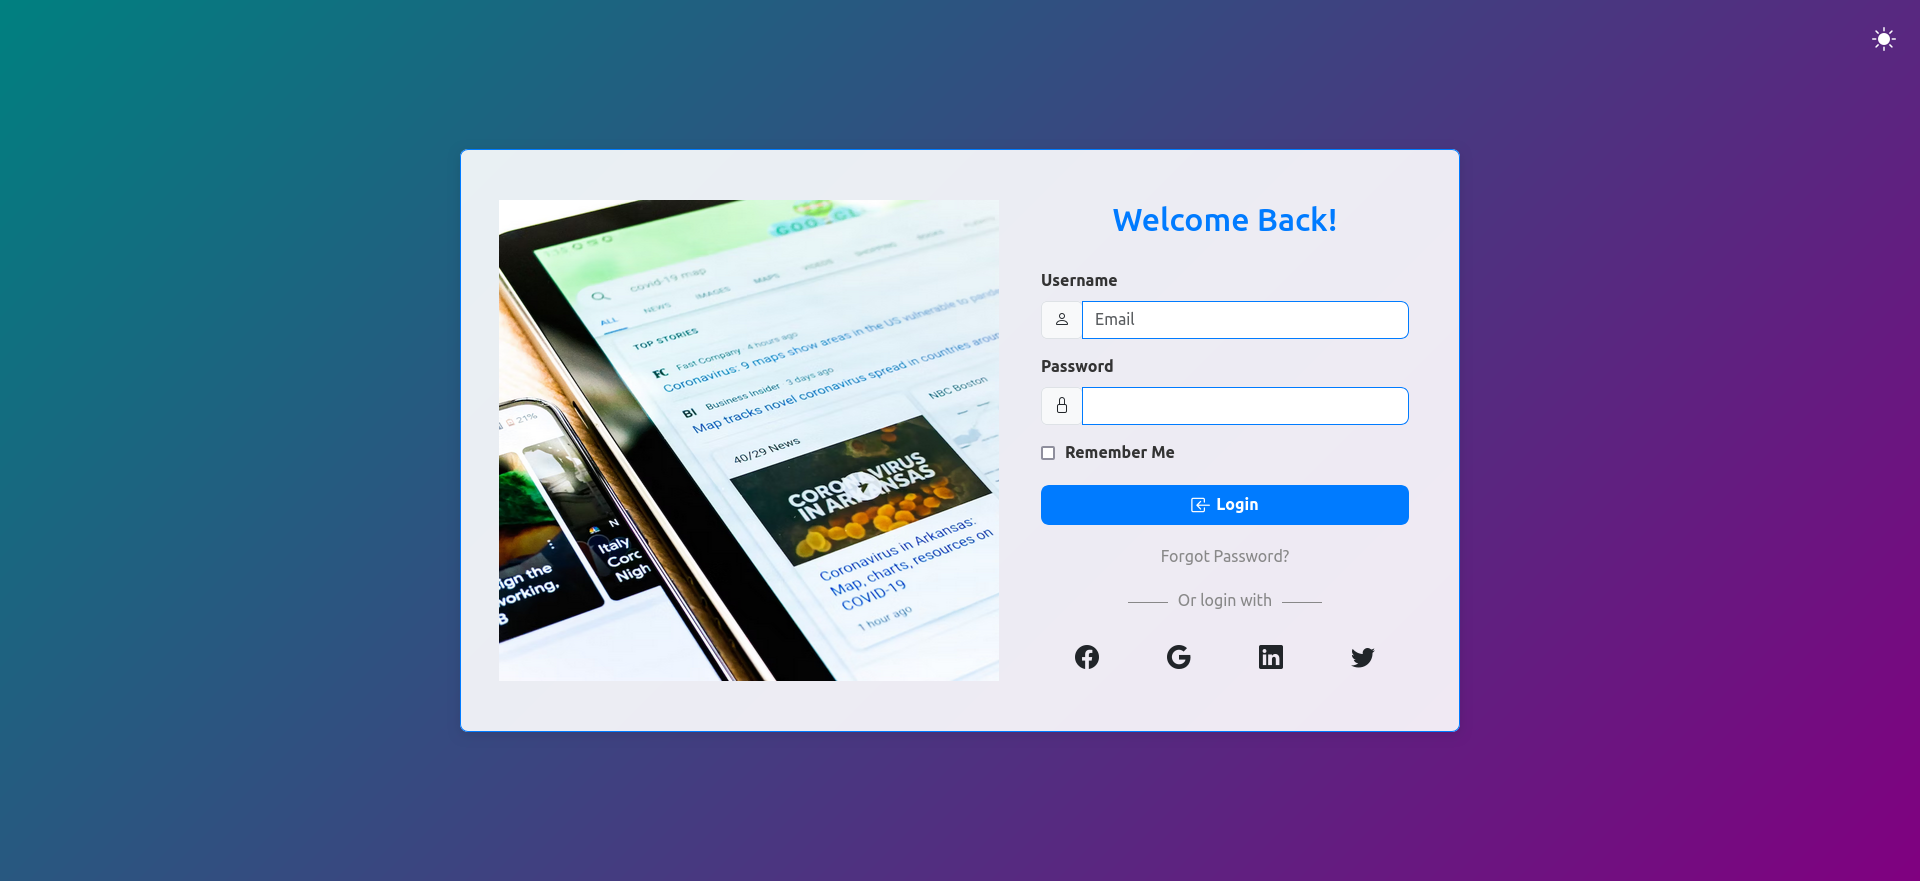 GOO GL
covid-19 map
ALL NEWS IMAGES MAPS VIDEOS SHOPPING BOOKS
TOP STORIES
FC Fast Company 4 hours ago
Coronavirus: 9 maps show areas in the US vulnerable to
BI Business Insider 3 days ago
Map tracks novel coronavirus spread in countries
NBC Boston
40/29 News
CORONAVIRUS
IN ARKANSAS
Coronavirus in Arkansas:
Map, charts, resources on
COVID-19
1 hour ago
21%
ign the
working,
B
N
Italy
Nigh
Welcome Back!
Username
Email
Password
Remember Me
Login
Forgot Password?
Or login with